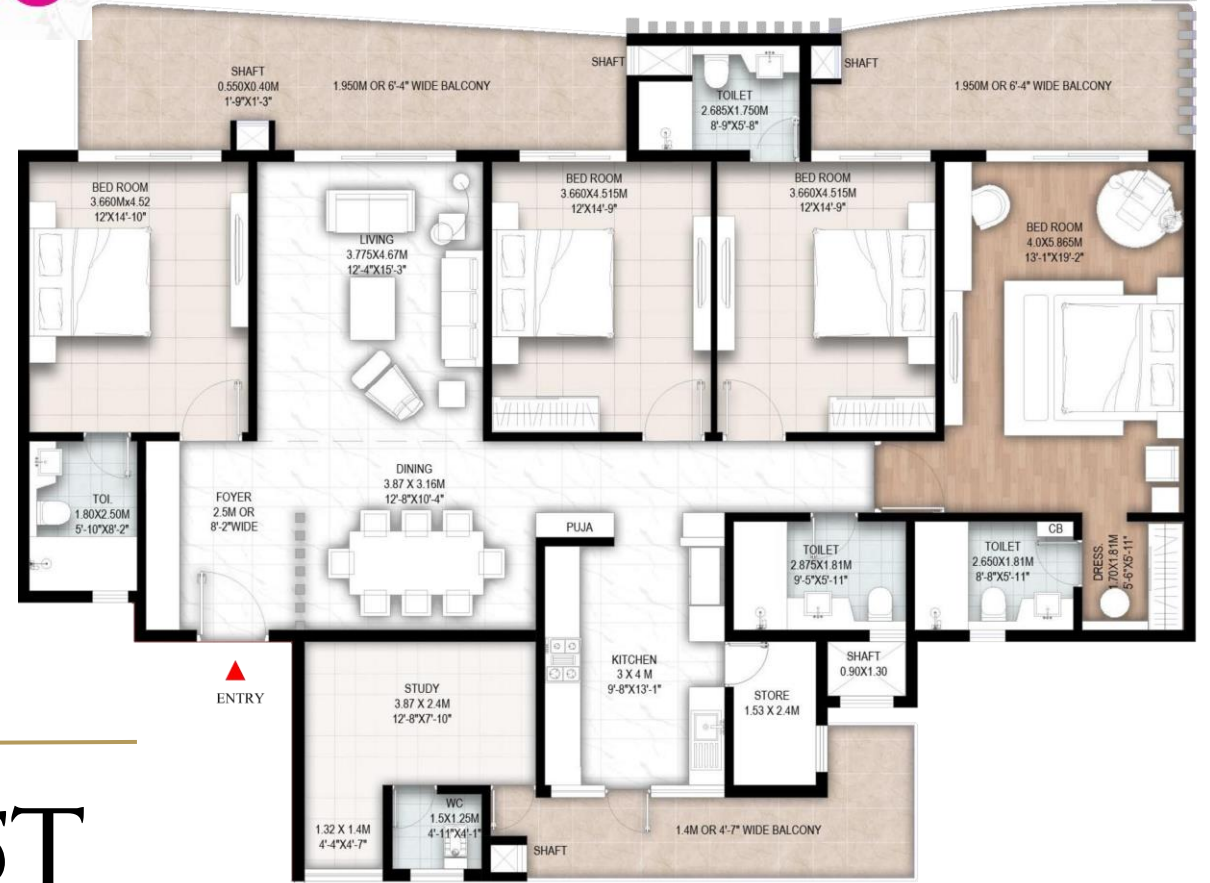 SHAFT
0.550X0.40M
1'-9"X1'-3"
1.950M OR 6'-4" WIDE BALCONY
SHAFT
TOILET
2.685X1.750M
8'-9"X5'-8"
SHAFT
1.950M OR 6'-4" WIDE BALCONY
BED ROOM
3.660Mx4.52
12'X14'-10"
LIVING
3.775X4.67M
12'-4"X15'-3"
BED ROOM
3.660X4.515M
12'X14'-9"
BED ROOM
3.660X4.515M
12'X14'-9"
BED ROOM
4.0X5.865M
13'-1"X19'-2"
TOI.
1.80X2.50M
5'-10"X8'-2"
FOYER
2.5M OR
8'-2"WIDE
DINING
3.87 X 3.16M
12'-8"X10'-4"
PUJA
TOILET
2.875X1.81M
9'-5"X5'-11"
TOILET
2.650X1.81M
8'-8"X5'-11"
CB
DRESS.
1.70X1.81M
5'-6"X5'-11"
ENTRY
STUDY
3.87 X 2.4M
12'-8"X7'-10"
KITCHEN
3 X 4 M
9'-8"X13'-1"
STORE
1.53 X 2.4M
SHAFT
0.90X1.30
1.32 X 1.4M
4'-4"X4'-7"
WC
1.5X1.25M
4'-11"X4'-1"
SHAFT
1.4M OR 4'-7" WIDE BALCONY
ST